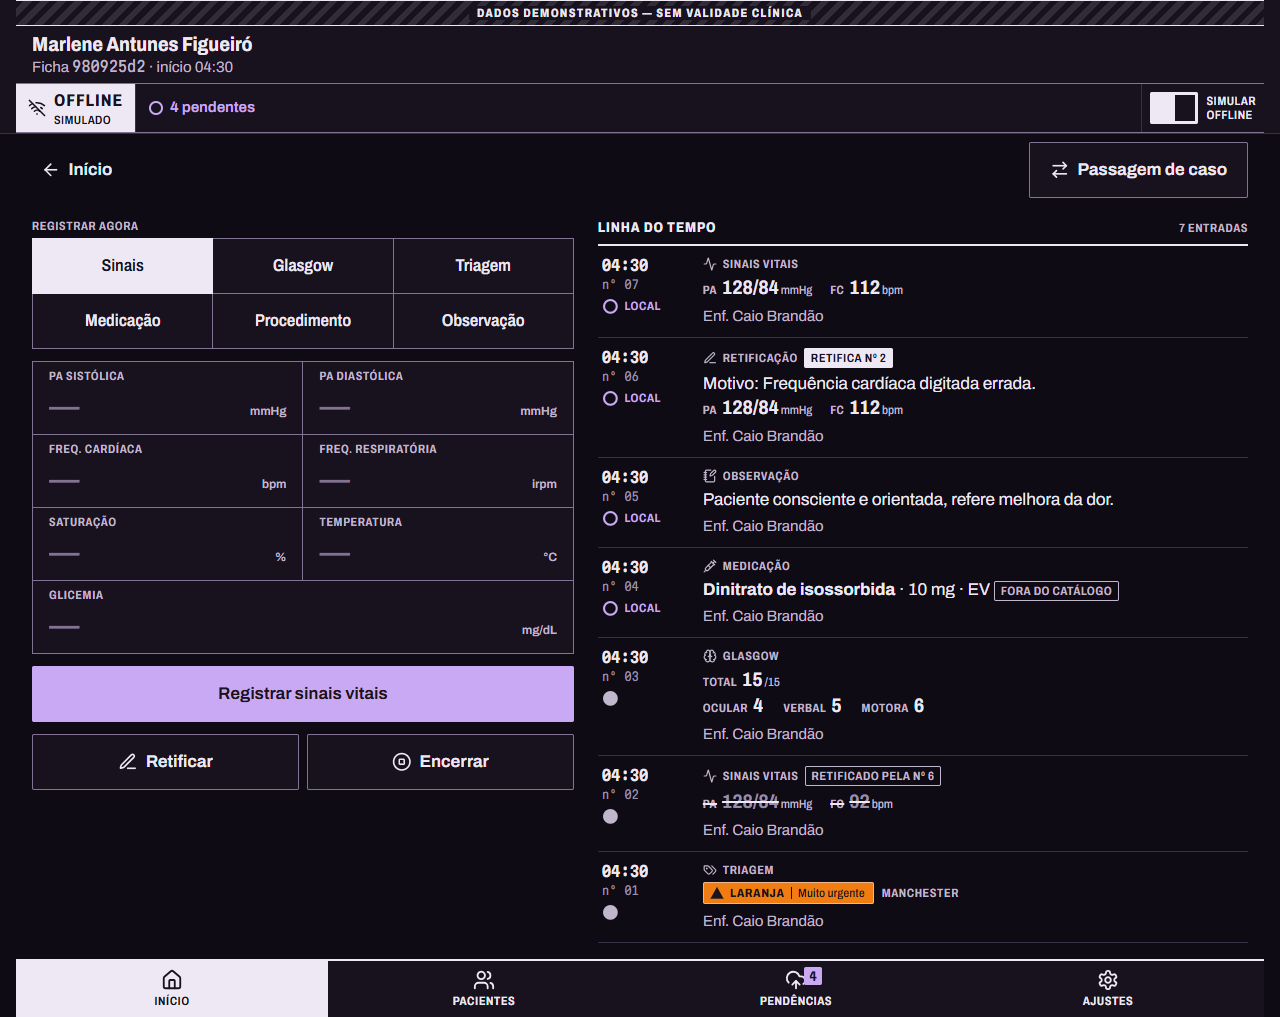 DADOS DEMONSTRATIVOS — SEM VALIDADE CLÍNICA
Marlene Antunes Figueiró
Ficha 980925d2 · início 04:30
OFFLINE
SIMULADO
4 pendentes
SIMULAR
OFFLINE
Início
Passagem de caso
REGISTRAR AGORA
Sinais
Glasgow
Triagem
Medicação
Procedimento
Observação
PA SISTÓLICA
mmHg
PA DIASTÓLICA
mmHg
FREQ. CARDÍACA
bpm
FREQ. RESPIRATÓRIA
irpm
SATURAÇÃO
%
TEMPERATURA
°C
GLICEMIA
mg/dL
Registrar sinais vitais
Retificar
Encerrar
LINHA DO TEMPO
7 ENTRADAS
04:30
nº 07
LOCAL
SINAIS VITAIS
PA 128/84 mmHg FC 112 bpm
Enf. Caio Brandão
04:30
nº 06
LOCAL
RETIFICAÇÃO RETIFICA Nº 2
Motivo: Frequência cardíaca digitada errada.
PA 128/84 mmHg FC 112 bpm
Enf. Caio Brandão
04:30
nº 05
LOCAL
OBSERVAÇÃO
Paciente consciente e orientada, refere melhora da dor.
Enf. Caio Brandão
04:30
nº 04
LOCAL
MEDICAÇÃO
Dinitrato de isossorbida · 10 mg · EV FORA DO CATÁLOGO
Enf. Caio Brandão
04:30
nº 03
GLASGOW
TOTAL 15 /15
OCULAR 4 VERBAL 5 MOTORA 6
Enf. Caio Brandão
04:30
nº 02
SINAIS VITAIS RETIFICADO PELA Nº 6
PA 128/84 mmHg FC 92 bpm
Enf. Caio Brandão
04:30
nº 01
TRIAGEM
LARANJA | Muito urgente MANCHESTER
Enf. Caio Brandão
INÍCIO
PACIENTES
4
PENDÊNCIAS
AJUSTES